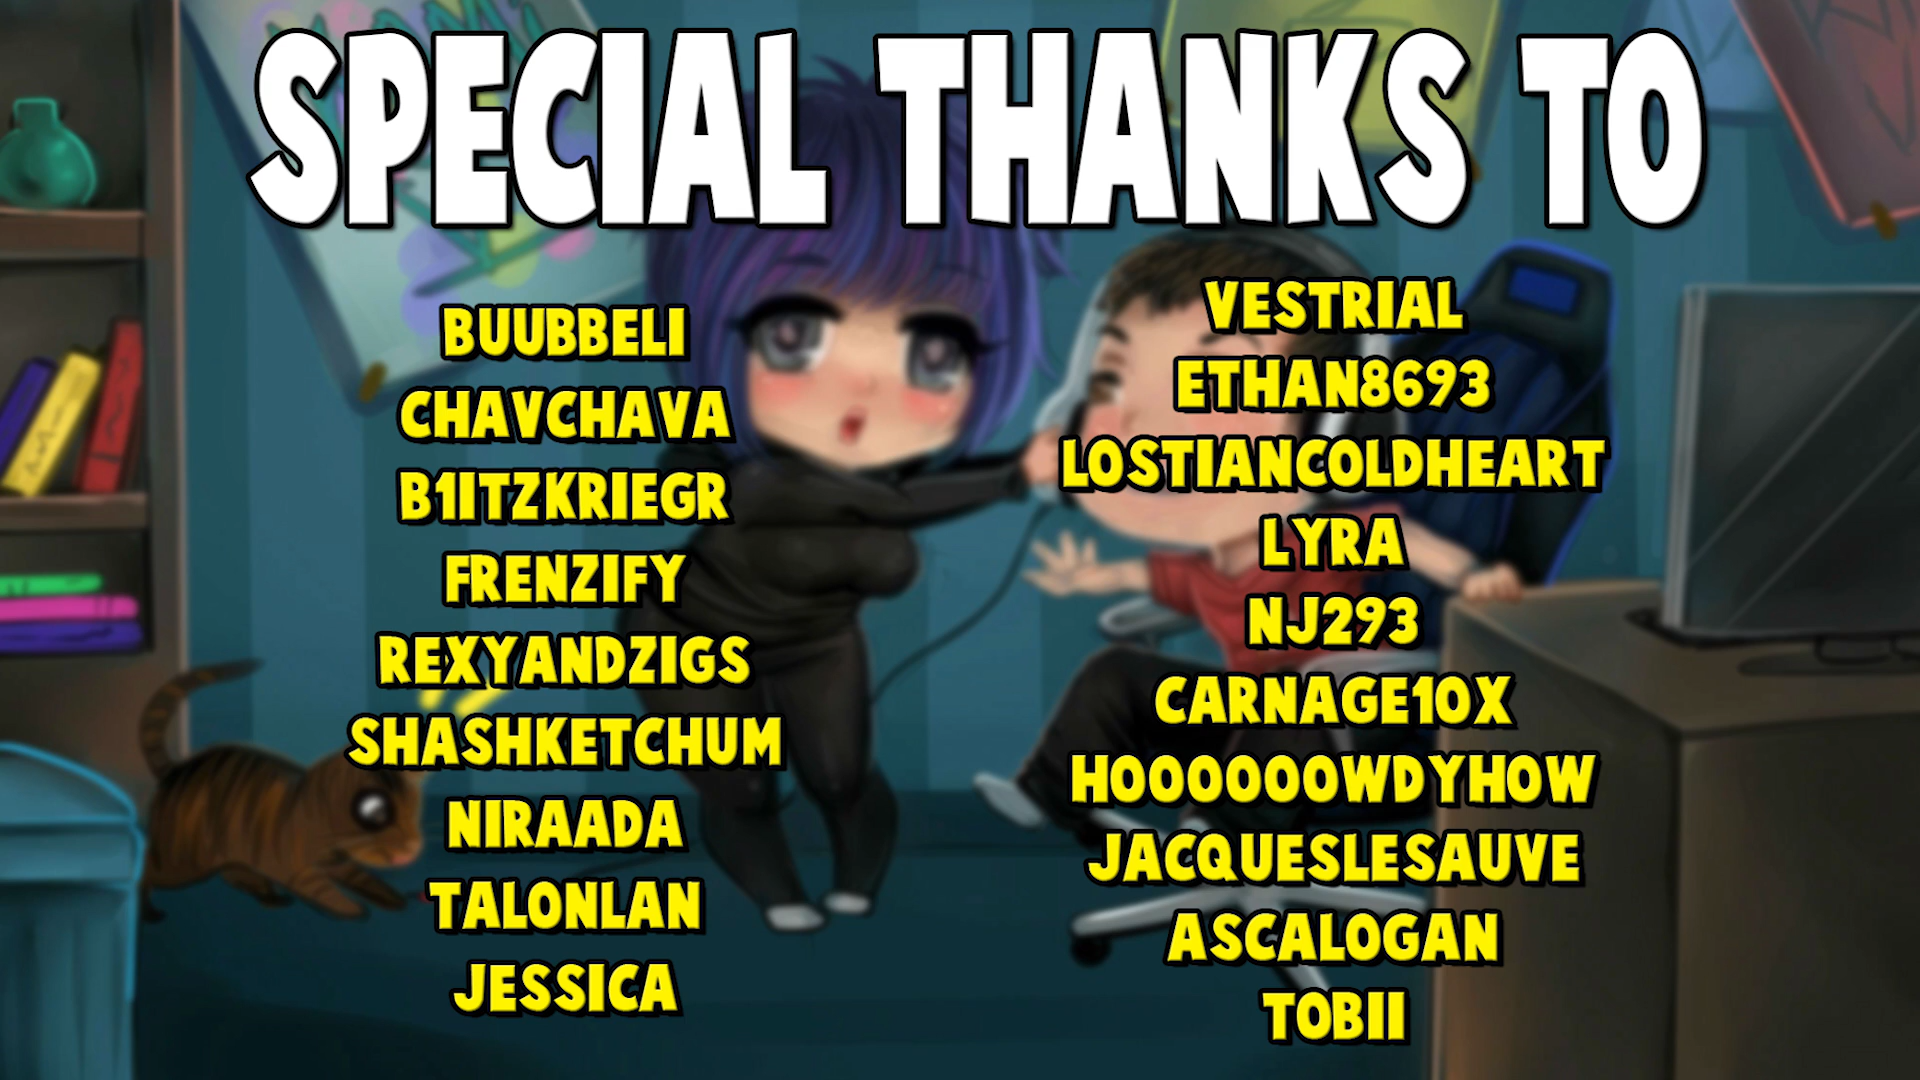 SPECIAL THANKS TO
BUUBBELI
CHAVCHAVA
B1ITZKRIEGR
FRENZIFY
REXYANDZIGS
SHASHKETCHUM
NIRAADA
TALONLAN
JESSICA
VESTRIAL
ETHAN8693
LOSTIANCOLDHEART
LYRA
NJ293
CARNAGE10X
HOOOOOOWDYHOW
JACQUESLESAUVE
ASCALOGAN
TOBII